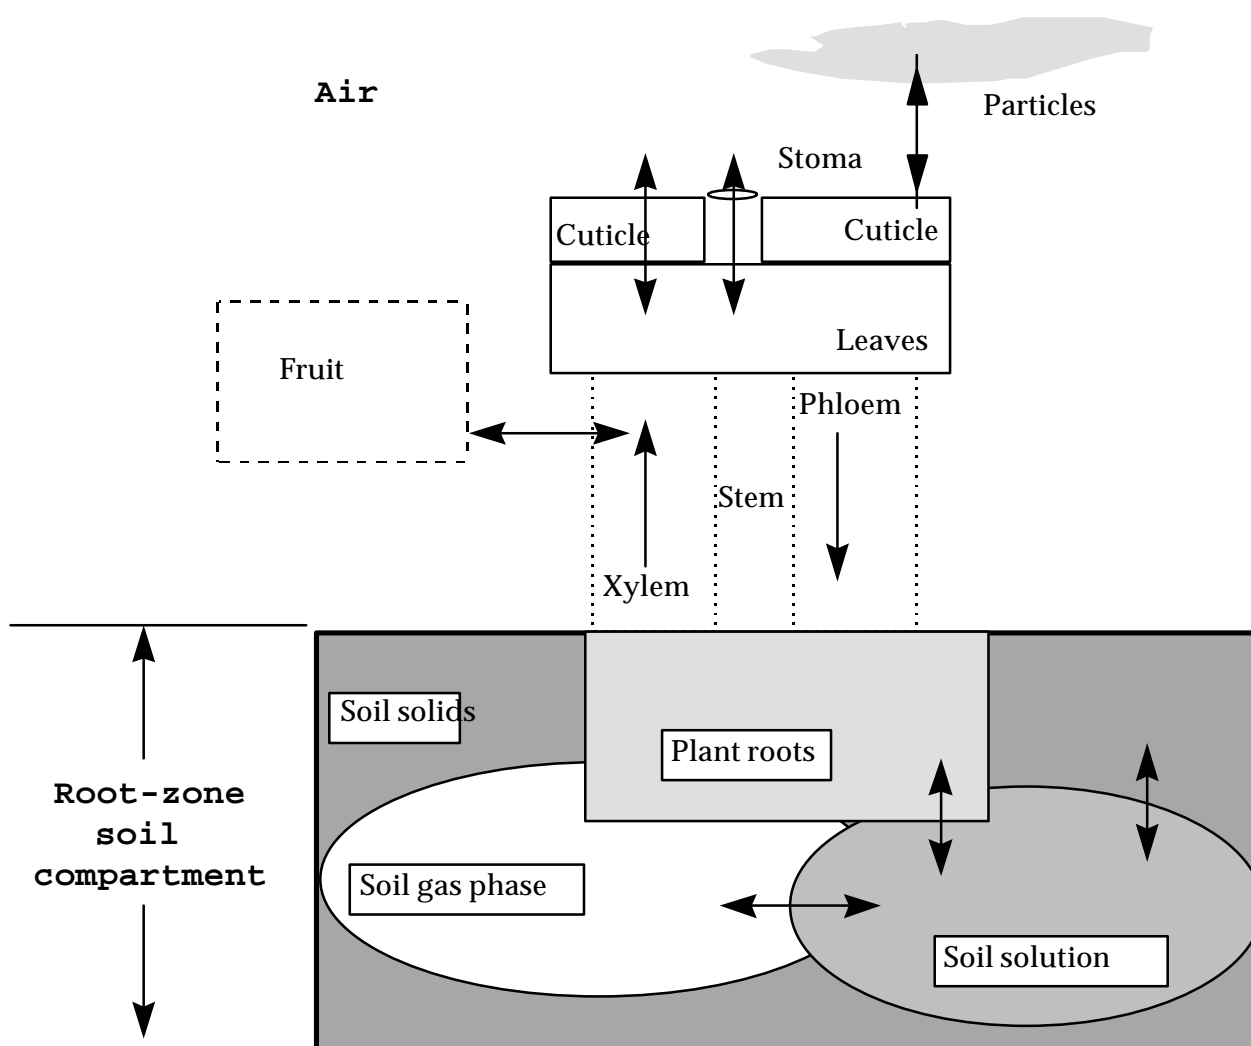 Air
Particles
Stoma
Cuticle
Cuticle
Leaves
Fruit
Phloem
Stem
Xylem
Soil solids
Plant roots
Root-zone
soil
compartment
Soil gas phase
Soil solution